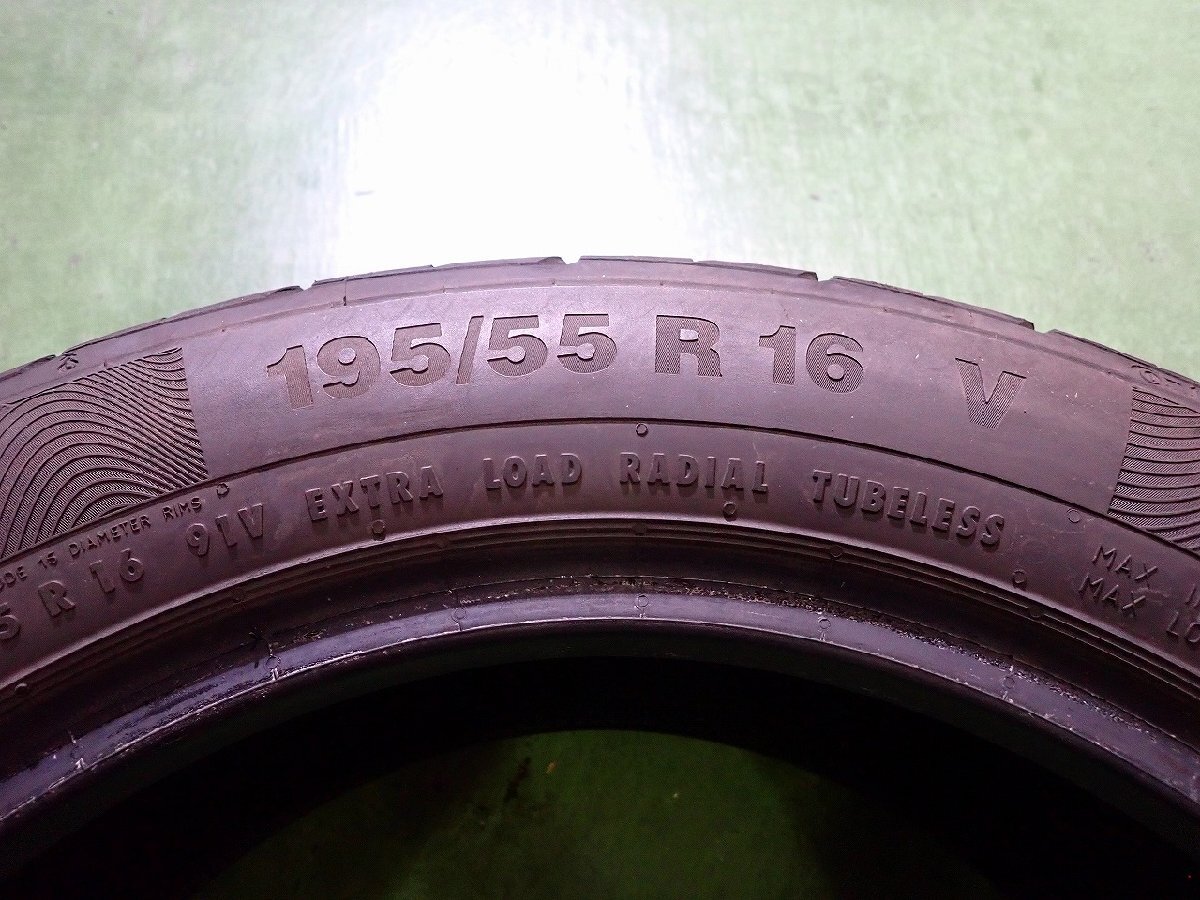 195/55 R 16 V
DIAMETER RIMS
R 16 91V EXTRA LOAD RADIAL TUBELESS
MAX
MAX